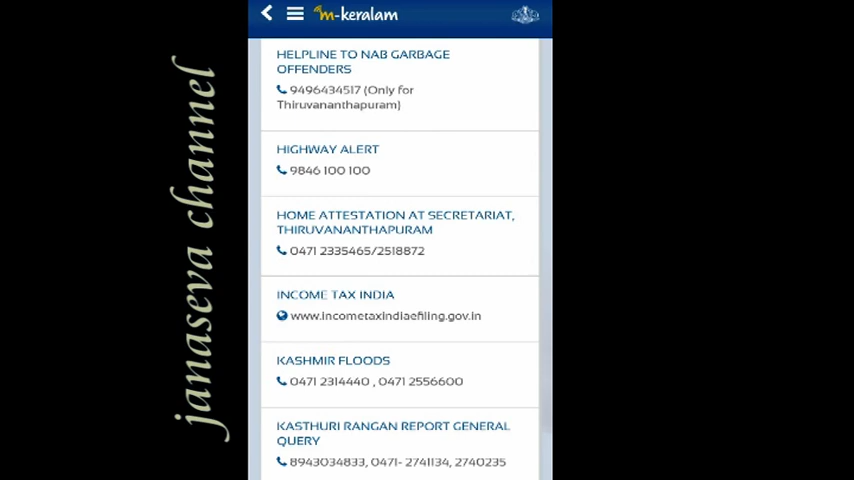 janaseva channel
m-keralam
HELPLINE TO NAB GARBAGE
OFFENDERS
9496434517 (Only for
Thiruvananthapuram)
HIGHWAY ALERT
9846 100 100
HOME ATTESTATION AT SECRETARIAT,
THIRUVANANTHAPURAM
0471 2335465/2518872
INCOME TAX INDIA
www.incometaxindiaefiling.gov.in
KASHMIR FLOODS
0471 2314440 , 0471 2556600
KASTHURI RANGAN REPORT GENERAL
QUERY
8943034833, 0471- 2741134, 2740235